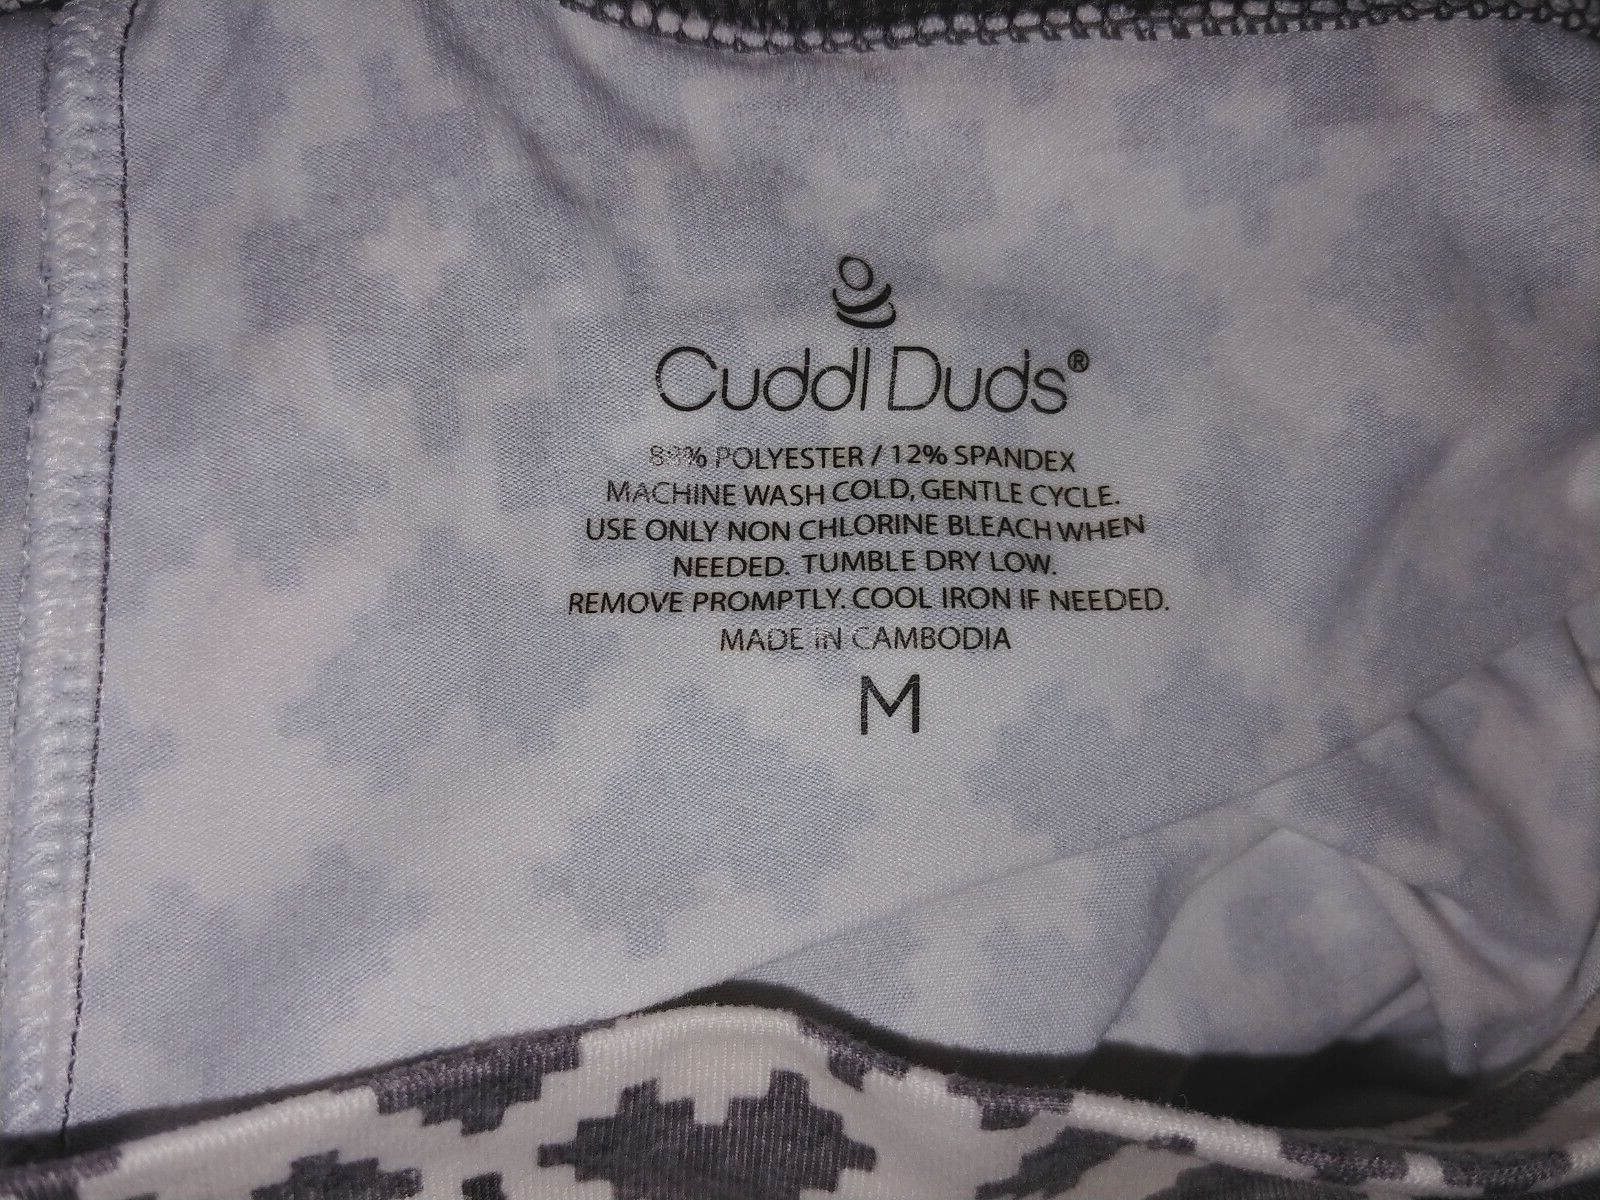 Cuddl Duds®
88% POLYESTER / 12% SPANDEX
MACHINE WASH COLD, GENTLE CYCLE.
USE ONLY NON CHLORINE BLEACH WHEN
NEEDED. TUMBLE DRY LOW.
REMOVE PROMPTLY. COOL IRON IF NEEDED.
MADE IN CAMBODIA
M